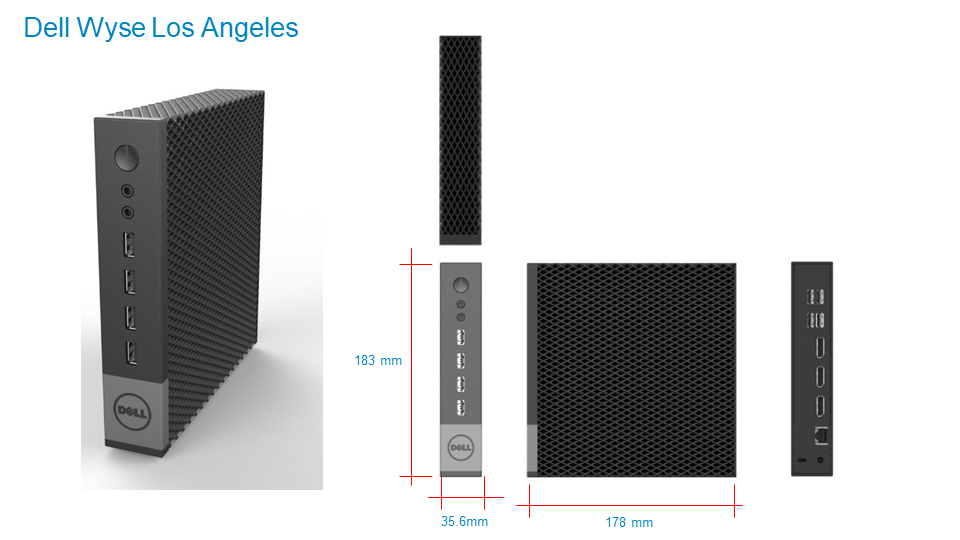 Dell Wyse Los Angeles
DELL
183 mm
DELL
35.6mm
178 mm